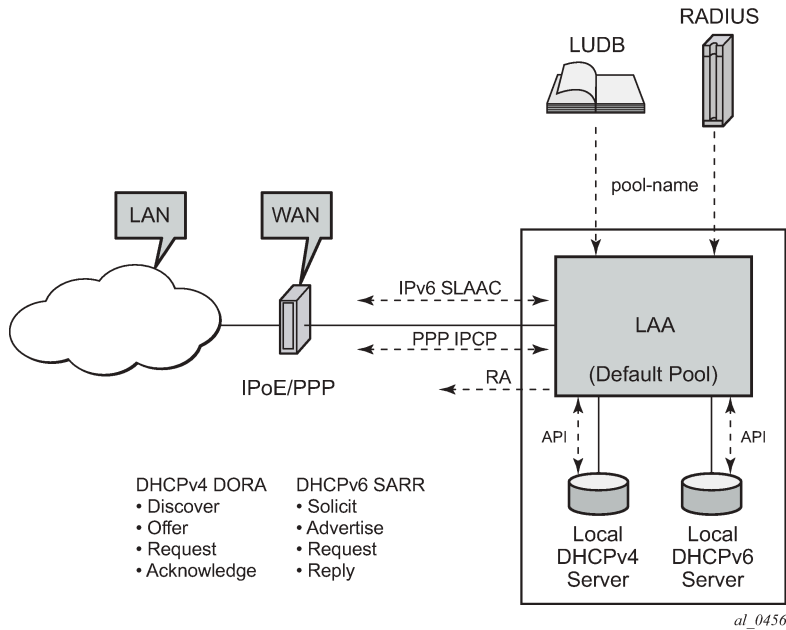 RADIUS
LUDB
pool-name
LAN
WAN
IPv6 SLAAC
LAA
PPP IPCP
(Default Pool)
RA
IPoE/PPP
API
API
DHCPv4 DORA
• Discover
• Offer
• Request
• Acknowledge
DHCPv6 SARR
• Solicit
• Advertise
• Request
• Reply
Local
DHCPv4
Server
Local
DHCPv6
Server
al_0456